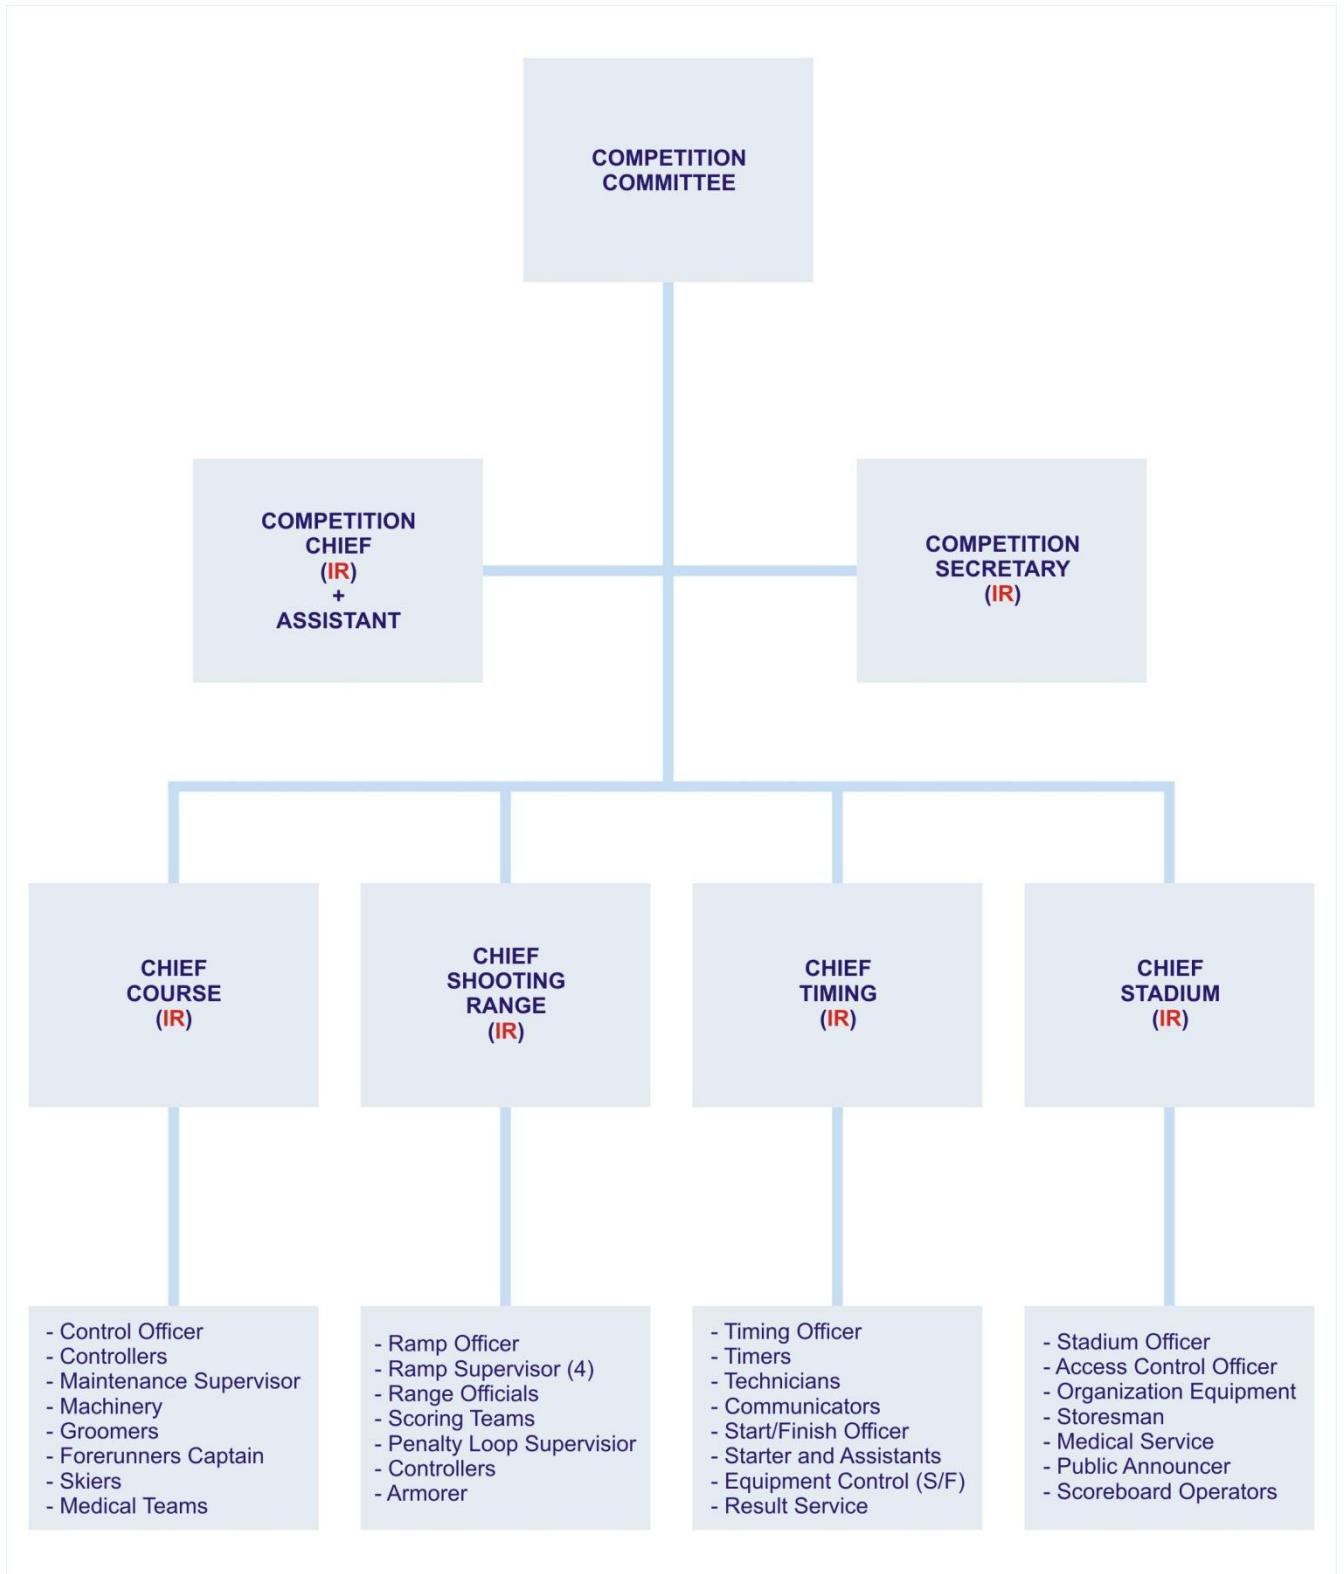 COMPETITION
COMMITTEE
COMPETITION
CHIEF
(IR)
+
ASSISTANT
COMPETITION
SECRETARY
(IR)
CHIEF
COURSE
(IR)
CHIEF
SHOOTING
RANGE
(IR)
CHIEF
TIMING
(IR)
CHIEF
STADIUM
(IR)
- Control Officer
- Controllers
- Maintenance Supervisor
- Machinery
- Groomers
- Forerunners Captain
- Skiers
- Medical Teams
- Ramp Officer
- Ramp Supervisor (4)
- Range Officials
- Scoring Teams
- Penalty Loop Supervisior
- Controllers
- Armorer
- Timing Officer
- Timers
- Technicians
- Communicators
- Start/Finish Officer
- Starter and Assistants
- Equipment Control (S/F)
- Result Service
- Stadium Officer
- Access Control Officer
- Organization Equipment
- Storesman
- Medical Service
- Public Announcer
- Scoreboard Operators